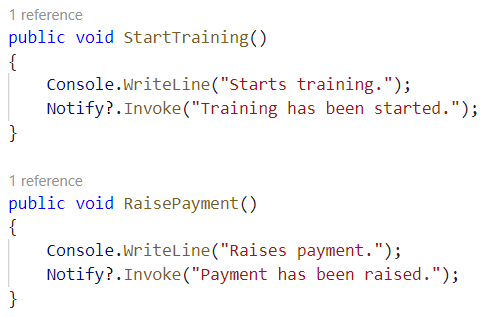 1 reference
public void StartTraining()
{
    Console.WriteLine("Starts training.");
    Notify?.Invoke("Training has been started.");
}
1 reference
public void RaisePayment()
{
    Console.WriteLine("Raises payment.");
    Notify?.Invoke("Payment has been raised.");
}